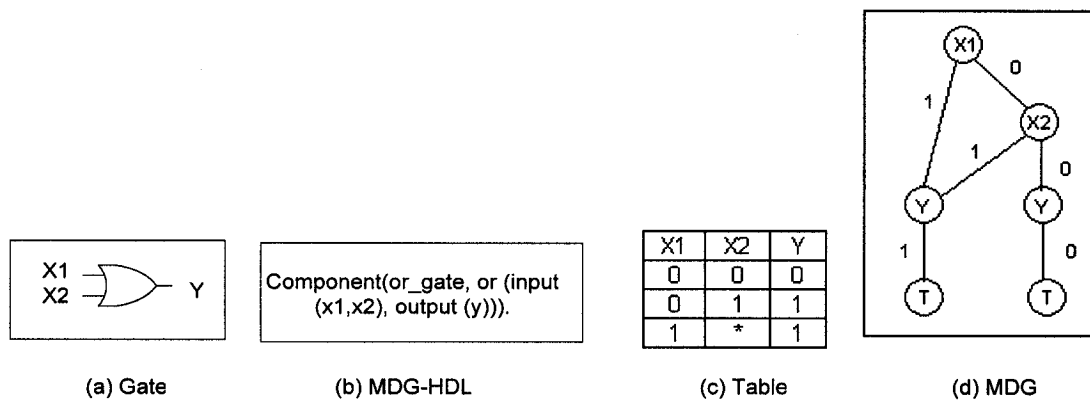 X1
X2
Y
(a) Gate
Component(or_gate, or (input
(x1,x2), output (y))).
(b) MDG-HDL
X1 X2 Y
0 0 0
0 1 1
1 * 1
(c) Table
X1
0
1
X2
1
0
Y Y
1 0
T T
(d) MDG